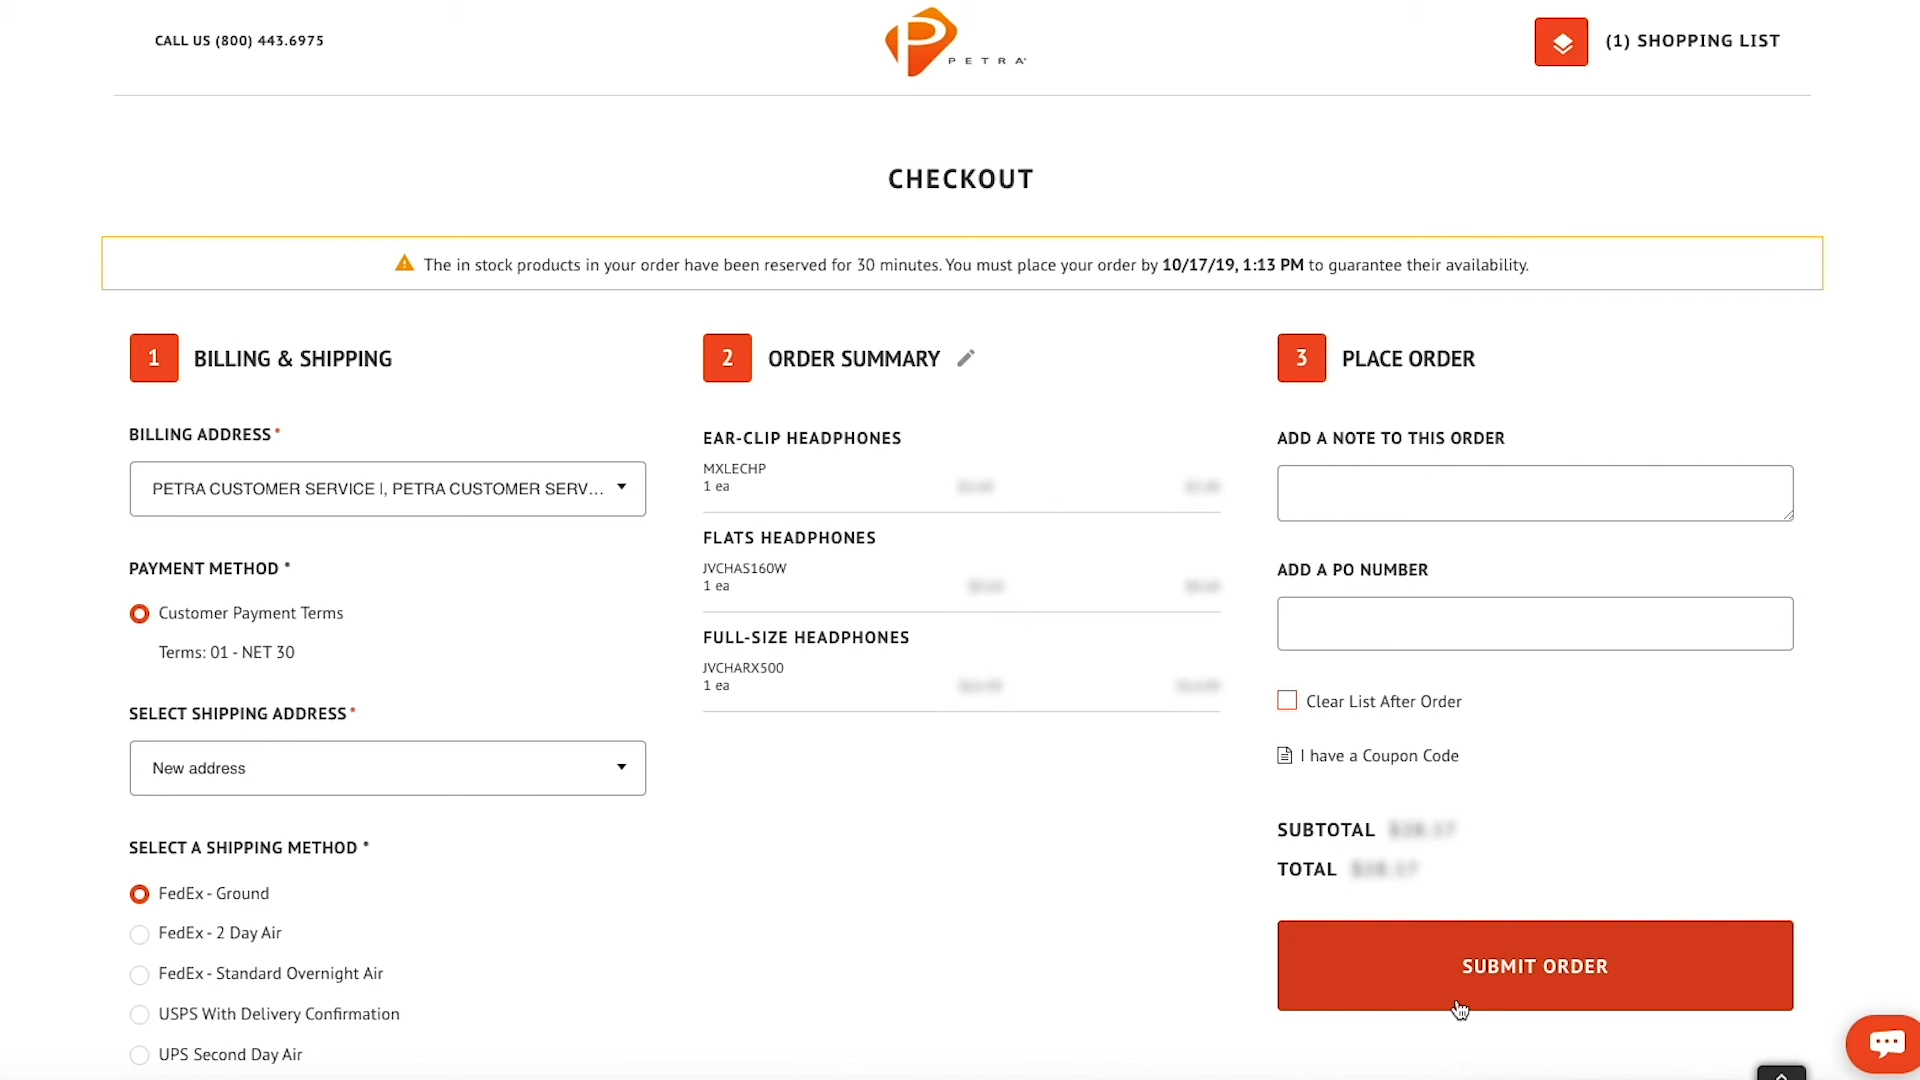 CALL US (800) 443.6975
PETRA
(1) SHOPPING LIST
CHECKOUT
The in stock products in your order have been reserved for 30 minutes. You must place your order by 10/17/19, 1:13 PM to guarantee their availability.
1 BILLING & SHIPPING
BILLING ADDRESS*
PETRA CUSTOMER SERVICE I, PETRA CUSTOMER SERV...
PAYMENT METHOD *
Customer Payment Terms
Terms: 01 - NET 30
SELECT SHIPPING ADDRESS*
New address
SELECT A SHIPPING METHOD *
FedEx - Ground
FedEx - 2 Day Air
FedEx - Standard Overnight Air
USPS With Delivery Confirmation
UPS Second Day Air
2 ORDER SUMMARY
EAR-CLIP HEADPHONES
MXLECHP
1 ea
FLATS HEADPHONES
JVCHAS160W
1 ea
FULL-SIZE HEADPHONES
JVCHARX500
1 ea
3 PLACE ORDER
ADD A NOTE TO THIS ORDER
ADD A PO NUMBER
Clear List After Order
I have a Coupon Code
SUBTOTAL
TOTAL
SUBMIT ORDER